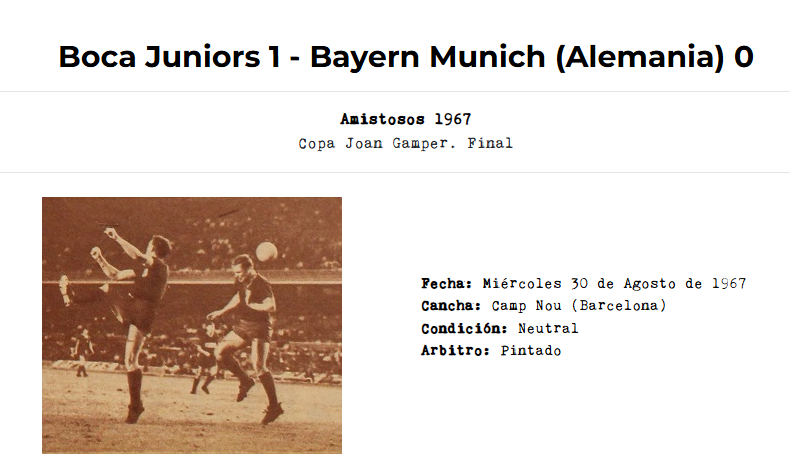 Boca Juniors 1 - Bayern Munich (Alemania) 0
Amistosos 1967
Copa Joan Gamper. Final
Fecha: Miércoles 30 de Agosto de 1967
Cancha: Camp Nou (Barcelona)
Condición: Neutral
Arbitro: Pintado